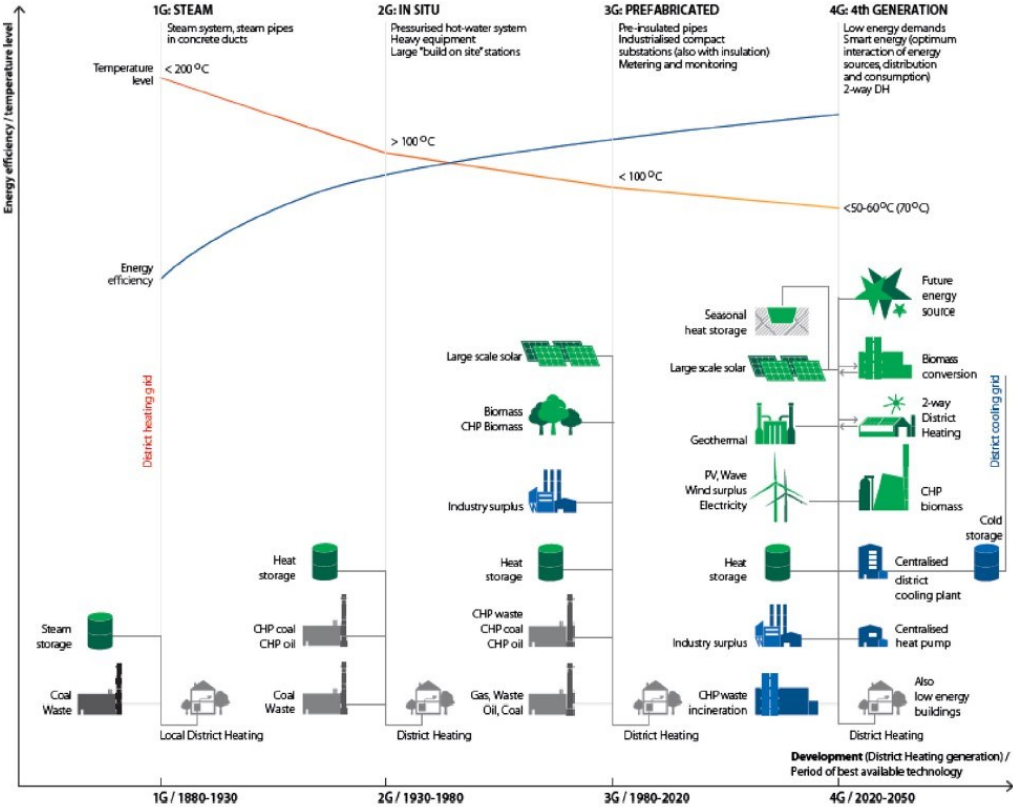 1G: STEAM
Steam system, steam pipes
in concrete ducts
2G: IN SITU
Pressurised hot-water system
Heavy equipment
Large "build on site" stations
3G: PREFABRICATED
Pre-insulated pipes
Industrialised compact
substations (also with insulation)
Metering and monitoring
4G: 4th GENERATION
Low energy demands
Smart energy (optimum
interaction of energy
sources, distribution
and consumption)
2-way DH
Energy efficiency / temperature level
Temperature
level
< 200 °C
> 100 °C
< 100 °C
<50-60°C (70°C)
Energy
efficiency
District heating grid
District cooling grid
Steam
storage
Coal
Waste
Local District Heating
Heat
storage
CHP coal
CHP oil
Coal
Waste
District Heating
Large scale solar
Biomass
CHP Biomass
Industry surplus
Heat
storage
CHP waste
CHP coal
CHP oil
Gas, Waste
Oil, Coal
District Heating
Seasonal
heat storage
Large scale solar
Geothermal
PV, Wave
Wind surplus
Electricity
Heat
storage
Industry surplus
CHP waste
incineration
Future
energy
source
Biomass
conversion
2-way
District
Heating
CHP
biomass
Cold
storage
Centralised
district
cooling plant
Centralised
heat pump
Also
low energy
buildings
District Heating
Development (District Heating generation) /
Period of best available technology
1G / 1880-1930
2G / 1930-1980
3G / 1980-2020
4G / 2020-2050